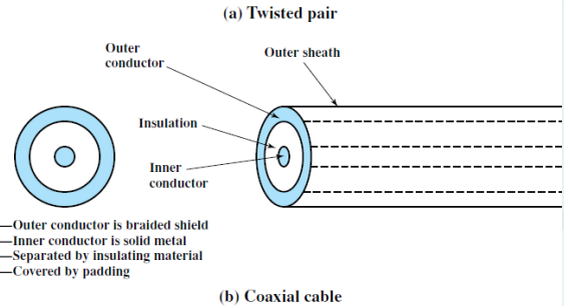 (a) Twisted pair
Outer
conductor
Outer sheath
Insulation
Inner
conductor
—Outer conductor is braided shield
—Inner conductor is solid metal
—Separated by insulating material
—Covered by padding
(b) Coaxial cable